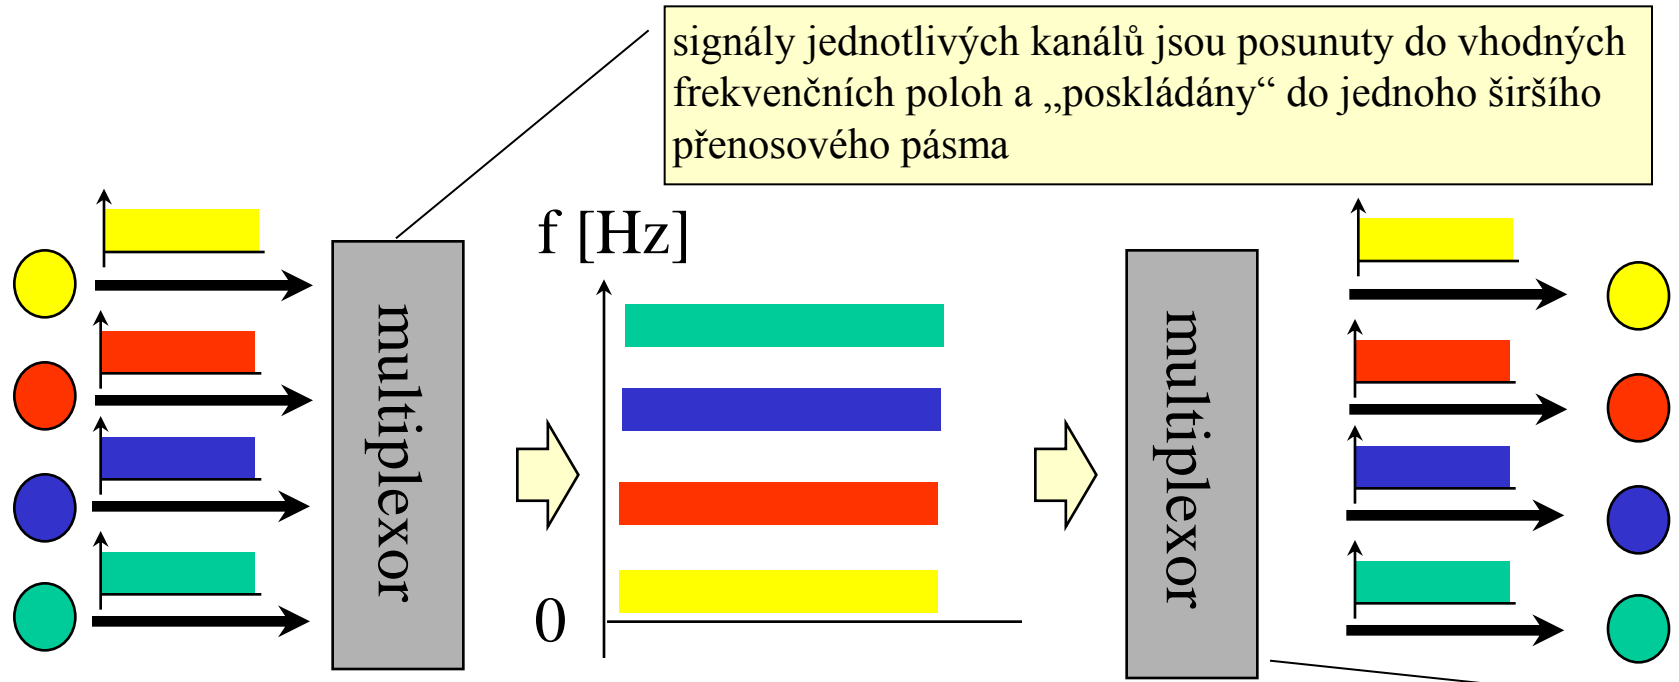 signály jednotlivých kanálů jsou posunuty do vhodných
frekvenčních poloh a „poskládány“ do jednoho širšího
přenosového pásma
f [Hz]
multiplexor
multiplexor
0